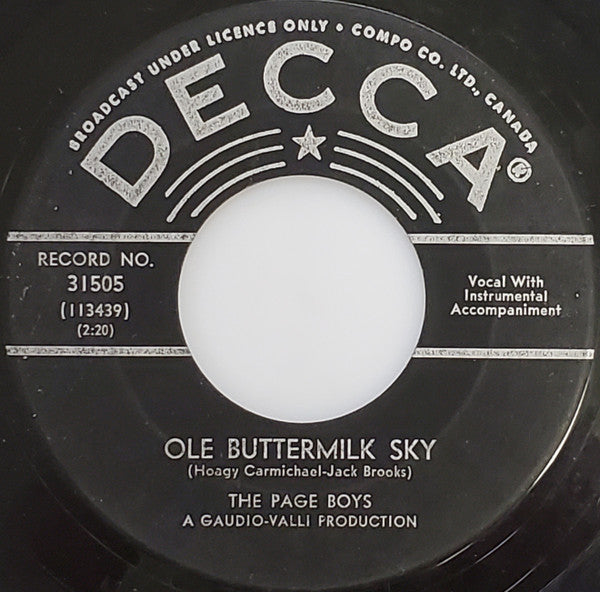 BROADCAST UNDER LICENCE ONLY • COMPO CO. LTD., CANADA
DECCA®
RECORD NO.
31505
(113439)
(2:20)
Vocal With
Instrumental
Accompaniment
OLE BUTTERMILK SKY
(Hoagy Carmichael-Jack Brooks)
THE PAGE BOYS
A GAUDIO-VALLI PRODUCTION